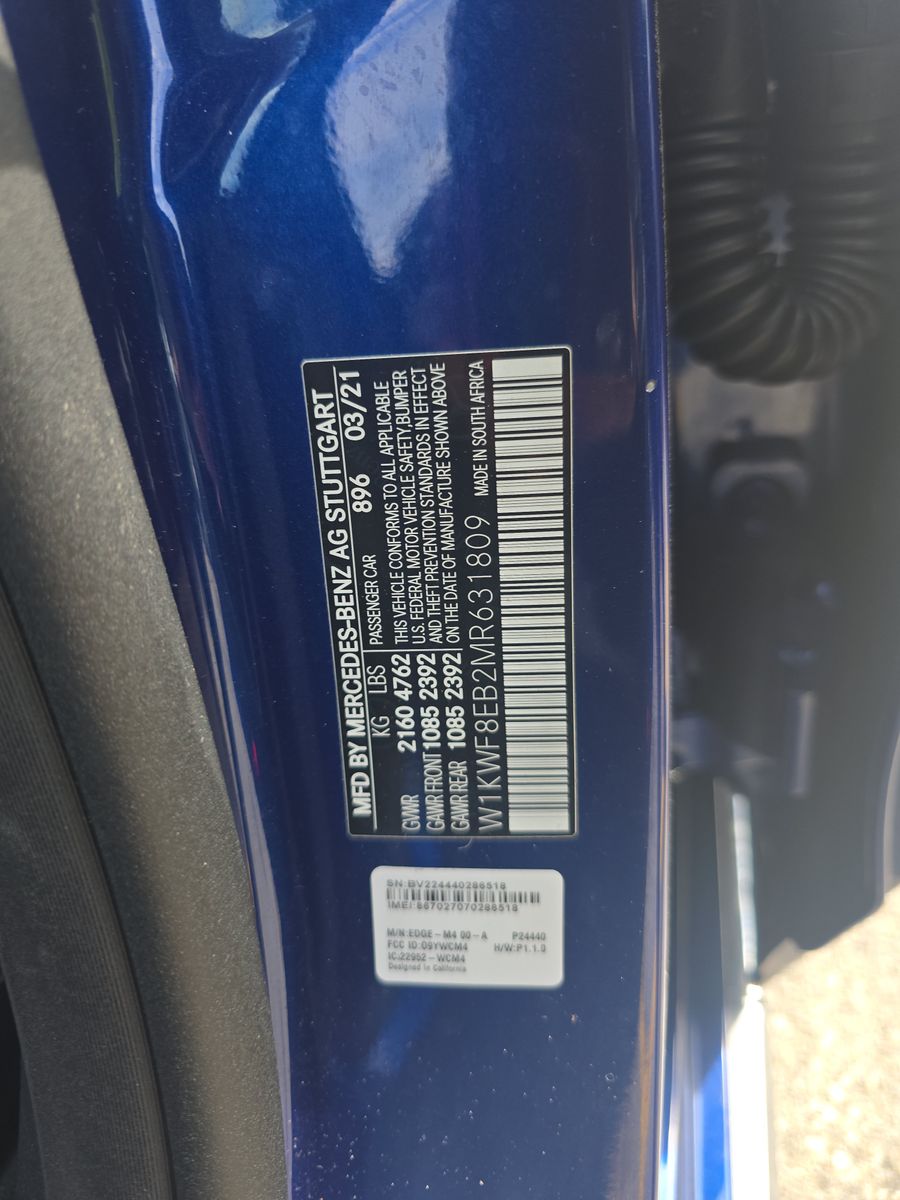 MFD BY MERCEDES-BENZ AG STUTTGART
KG LBS PASSENGER CAR 896 03/21
GVWR 2160 4762 THIS VEHICLE CONFORMS TO ALL APPLICABLE
U.S. FEDERAL MOTOR VEHICLE SAFETY,BUMPER
GAWR FRONT 1085 2392 AND THEFT PREVENTION STANDARDS IN EFFECT
GAWR REAR 1085 2392 ON THE DATE OF MANUFACTURE SHOWN ABOVE
W1KWF8EB2MR631809 MADE IN SOUTH AFRICA
SN:BV224440286518
IMEI:867027070286518
M/N:EDGE-M4 00-A P24440
FCC ID:O9YWCM4 H/W:P1.1.0
IC:22952-WCM4
Designed in California